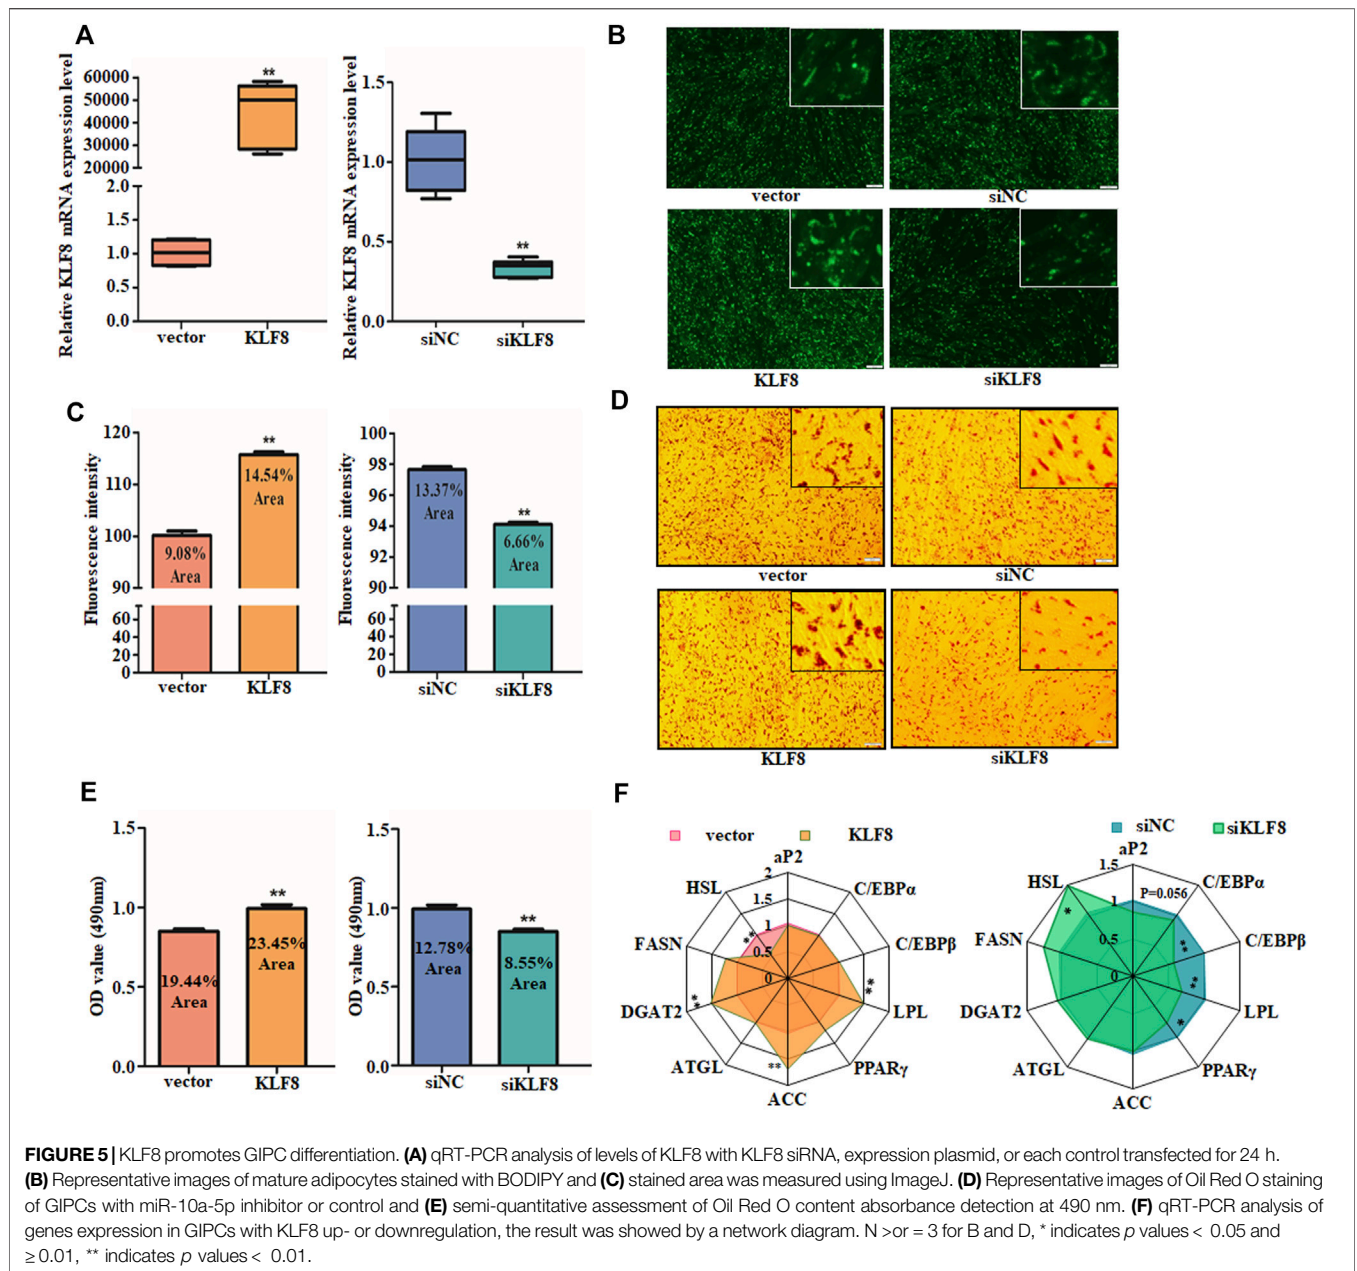 A
Relative KLF8 mRNA expression level
60000
50000
40000
30000
20000
2.0
1.5
1.0
0.5
0.0
**
vector
KLF8
Relative KLF8 mRNA expression level
1.5
1.0
0.5
0.0
**
siNC
siKLF8
B
vector
siNC
KLF8
siKLF8
C
Fluorescence intensity
120
110
100
90
60
40
20
0
**
14.54%
Area
9.08%
Area
vector
KLF8
Fluorescence intensity
100
98
96
94
92
90
60
40
20
0
13.37%
Area
**
6.66%
Area
siNC
siKLF8
D
vector
siNC
KLF8
siKLF8
E
OD value (490nm)
1.5
1.0
0.5
0.0
**
19.44%
Area
23.45%
Area
vector
KLF8
OD value (490nm)
1.5
1.0
0.5
0.0
**
12.78%
Area
8.55%
Area
siNC
siKLF8
F
vector
KLF8
aP2
C/EBPα
C/EBPβ
LPL
PPARγ
ACC
ATGL
DGAT2
FASN
HSL
2
1.5
1
0.5
0
**
**
**
**
siNC
siKLF8
aP2
C/EBPα
C/EBPβ
LPL
PPARγ
ACC
ATGL
DGAT2
FASN
HSL
1.5
1
0.5
0
P=0.056
*
**
**
*
FIGURE 5 | KLF8 promotes GIPC differentiation. (A) qRT-PCR analysis of levels of KLF8 with KLF8 siRNA, expression plasmid, or each control transfected for 24 h.
(B) Representative images of mature adipocytes stained with BODIPY and (C) stained area was measured using ImageJ. (D) Representative images of Oil Red O staining
of GIPCs with miR-10a-5p inhibitor or control and (E) semi-quantitative assessment of Oil Red O content absorbance detection at 490 nm. (F) qRT-PCR analysis of
genes expression in GIPCs with KLF8 up- or downregulation, the result was showed by a network diagram. N >or = 3 for B and D, * indicates p values < 0.05 and
≥ 0.01, ** indicates p values < 0.01.